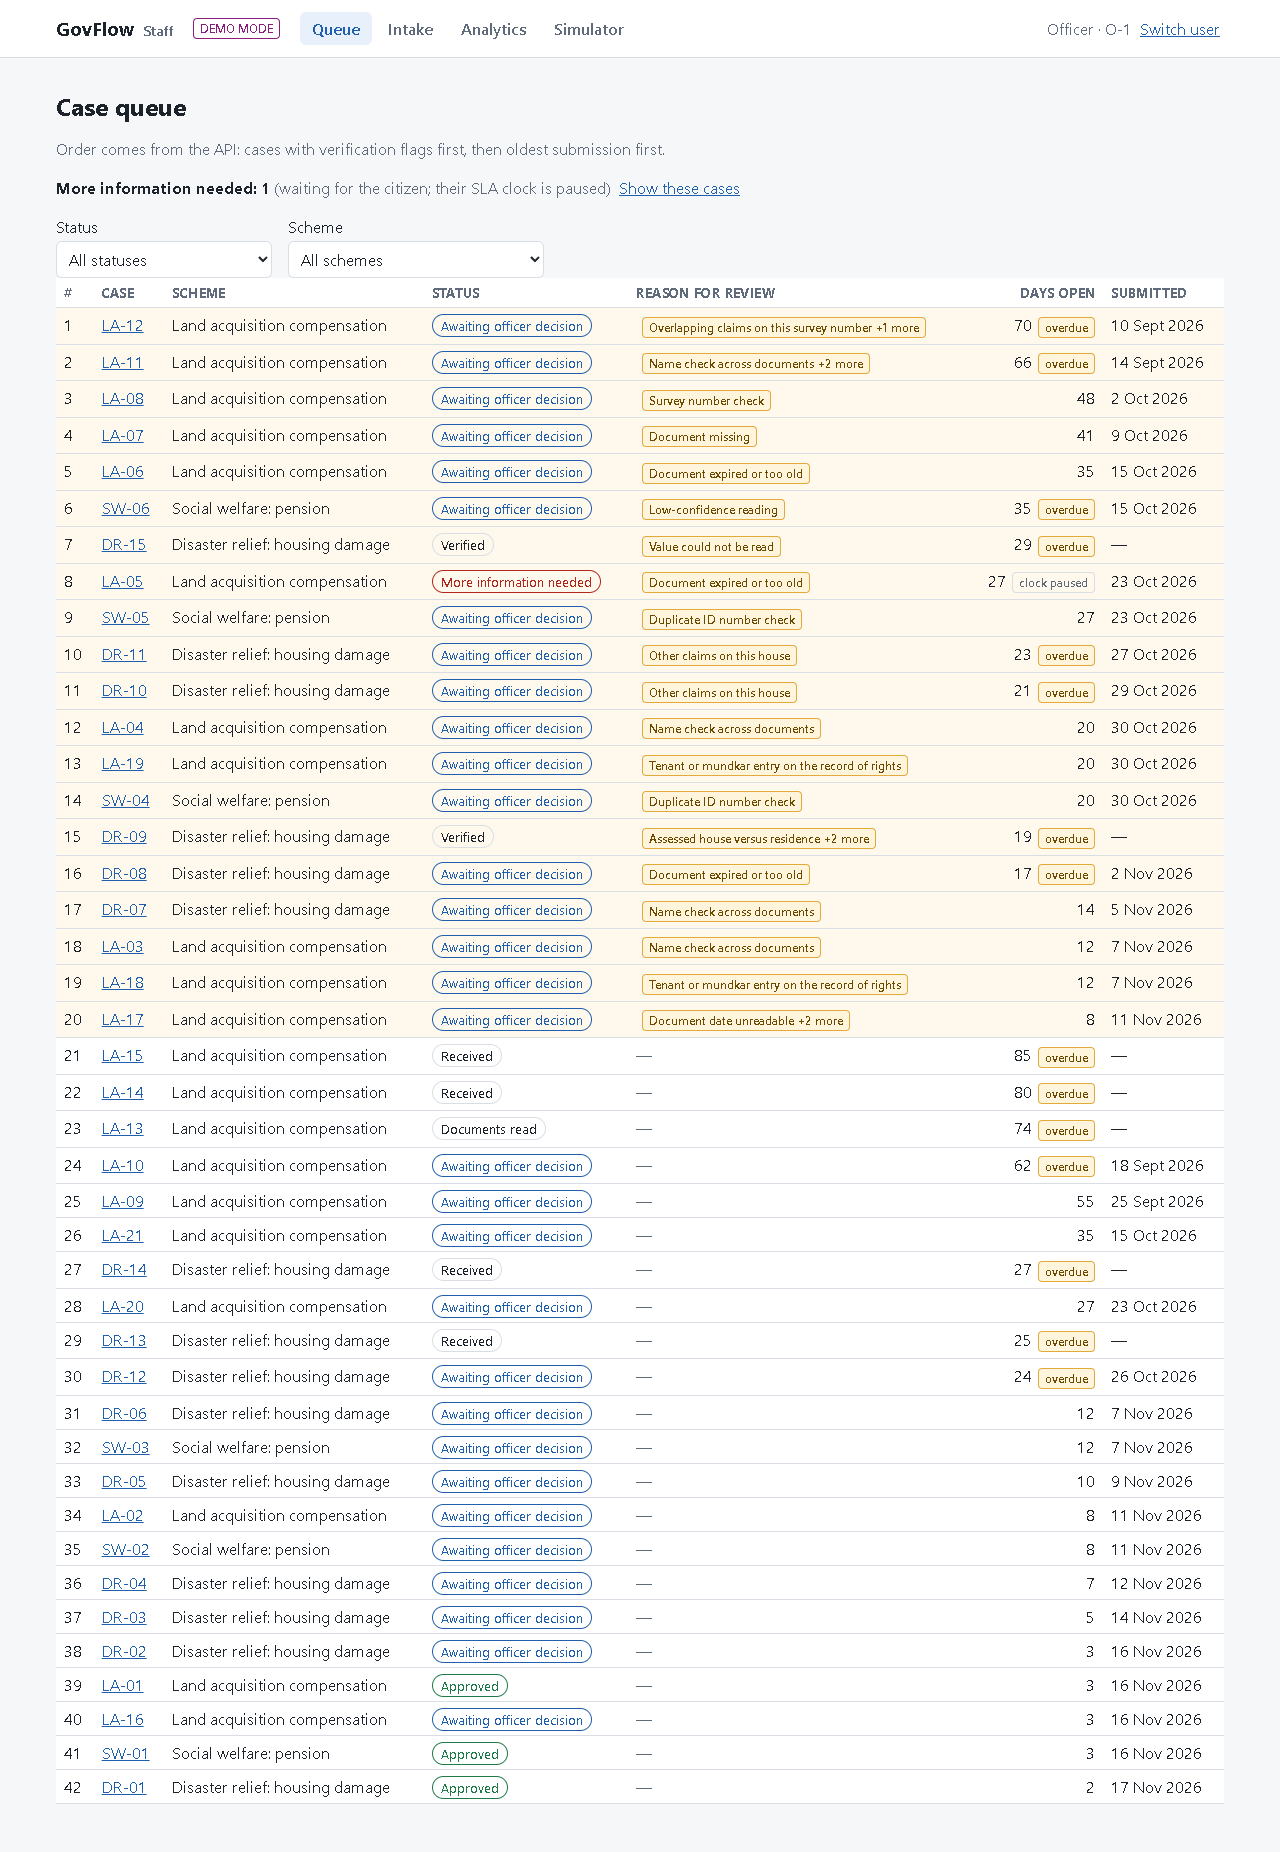 GovFlow Staff DEMO MODE Queue Intake Analytics Simulator Officer · O-1 Switch user
Case queue
Order comes from the API: cases with verification flags first, then oldest submission first.
More information needed: 1 (waiting for the citizen; their SLA clock is paused) Show these cases
Status Scheme
All statuses All schemes
# CASE SCHEME STATUS REASON FOR REVIEW DAYS OPEN SUBMITTED
1 LA-12 Land acquisition compensation Awaiting officer decision Overlapping claims on this survey number +1 more 70 overdue 10 Sept 2026
2 LA-11 Land acquisition compensation Awaiting officer decision Name check across documents +2 more 66 overdue 14 Sept 2026
3 LA-08 Land acquisition compensation Awaiting officer decision Survey number check 48 2 Oct 2026
4 LA-07 Land acquisition compensation Awaiting officer decision Document missing 41 9 Oct 2026
5 LA-06 Land acquisition compensation Awaiting officer decision Document expired or too old 35 15 Oct 2026
6 SW-06 Social welfare: pension Awaiting officer decision Low-confidence reading 35 overdue 15 Oct 2026
7 DR-15 Disaster relief: housing damage Verified Value could not be read 29 overdue —
8 LA-05 Land acquisition compensation More information needed Document expired or too old 27 clock paused 23 Oct 2026
9 SW-05 Social welfare: pension Awaiting officer decision Duplicate ID number check 27 23 Oct 2026
10 DR-11 Disaster relief: housing damage Awaiting officer decision Other claims on this house 23 overdue 27 Oct 2026
11 DR-10 Disaster relief: housing damage Awaiting officer decision Other claims on this house 21 overdue 29 Oct 2026
12 LA-04 Land acquisition compensation Awaiting officer decision Name check across documents 20 30 Oct 2026
13 LA-19 Land acquisition compensation Awaiting officer decision Tenant or mundkar entry on the record of rights 20 30 Oct 2026
14 SW-04 Social welfare: pension Awaiting officer decision Duplicate ID number check 20 30 Oct 2026
15 DR-09 Disaster relief: housing damage Verified Assessed house versus residence +2 more 19 overdue —
16 DR-08 Disaster relief: housing damage Awaiting officer decision Document expired or too old 17 overdue 2 Nov 2026
17 DR-07 Disaster relief: housing damage Awaiting officer decision Name check across documents 14 5 Nov 2026
18 LA-03 Land acquisition compensation Awaiting officer decision Name check across documents 12 7 Nov 2026
19 LA-18 Land acquisition compensation Awaiting officer decision Tenant or mundkar entry on the record of rights 12 7 Nov 2026
20 LA-17 Land acquisition compensation Awaiting officer decision Document date unreadable +2 more 8 11 Nov 2026
21 LA-15 Land acquisition compensation Received — 85 overdue —
22 LA-14 Land acquisition compensation Received — 80 overdue —
23 LA-13 Land acquisition compensation Documents read — 74 overdue —
24 LA-10 Land acquisition compensation Awaiting officer decision — 62 overdue 18 Sept 2026
25 LA-09 Land acquisition compensation Awaiting officer decision — 55 25 Sept 2026
26 LA-21 Land acquisition compensation Awaiting officer decision — 35 15 Oct 2026
27 DR-14 Disaster relief: housing damage Received — 27 overdue —
28 LA-20 Land acquisition compensation Awaiting officer decision — 27 23 Oct 2026
29 DR-13 Disaster relief: housing damage Received — 25 overdue —
30 DR-12 Disaster relief: housing damage Awaiting officer decision — 24 overdue 26 Oct 2026
31 DR-06 Disaster relief: housing damage Awaiting officer decision — 12 7 Nov 2026
32 SW-03 Social welfare: pension Awaiting officer decision — 12 7 Nov 2026
33 DR-05 Disaster relief: housing damage Awaiting officer decision — 10 9 Nov 2026
34 LA-02 Land acquisition compensation Awaiting officer decision — 8 11 Nov 2026
35 SW-02 Social welfare: pension Awaiting officer decision — 8 11 Nov 2026
36 DR-04 Disaster relief: housing damage Awaiting officer decision — 7 12 Nov 2026
37 DR-03 Disaster relief: housing damage Awaiting officer decision — 5 14 Nov 2026
38 DR-02 Disaster relief: housing damage Awaiting officer decision — 3 16 Nov 2026
39 LA-01 Land acquisition compensation Approved — 3 16 Nov 2026
40 LA-16 Land acquisition compensation Awaiting officer decision — 3 16 Nov 2026
41 SW-01 Social welfare: pension Approved — 3 16 Nov 2026
42 DR-01 Disaster relief: housing damage Approved — 2 17 Nov 2026